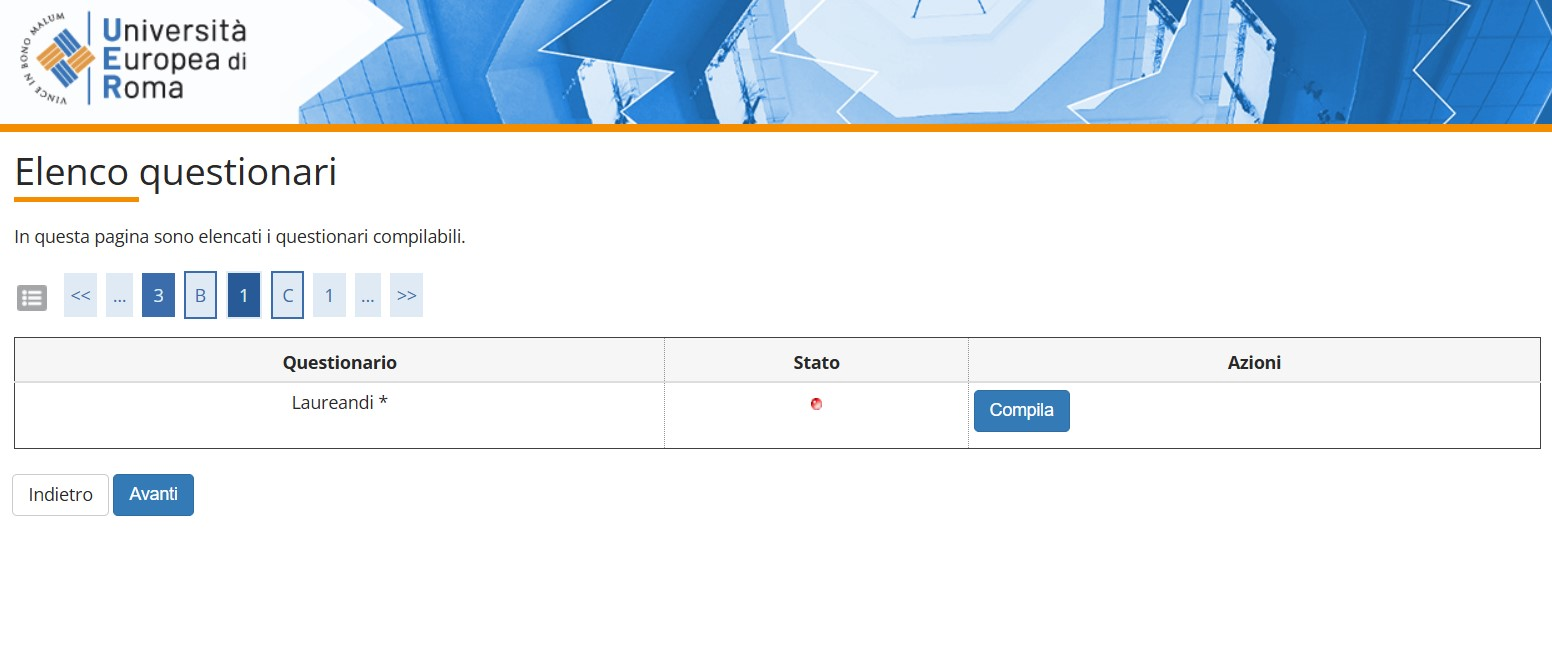 VINCE IN BONO MALUM
Università
Europea di
Roma
Elenco questionari
In questa pagina sono elencati i questionari compilabili.
<< ... 3 B 1 C 1 ... >>
Questionario Stato Azioni
Laureandi * Compila
Indietro Avanti